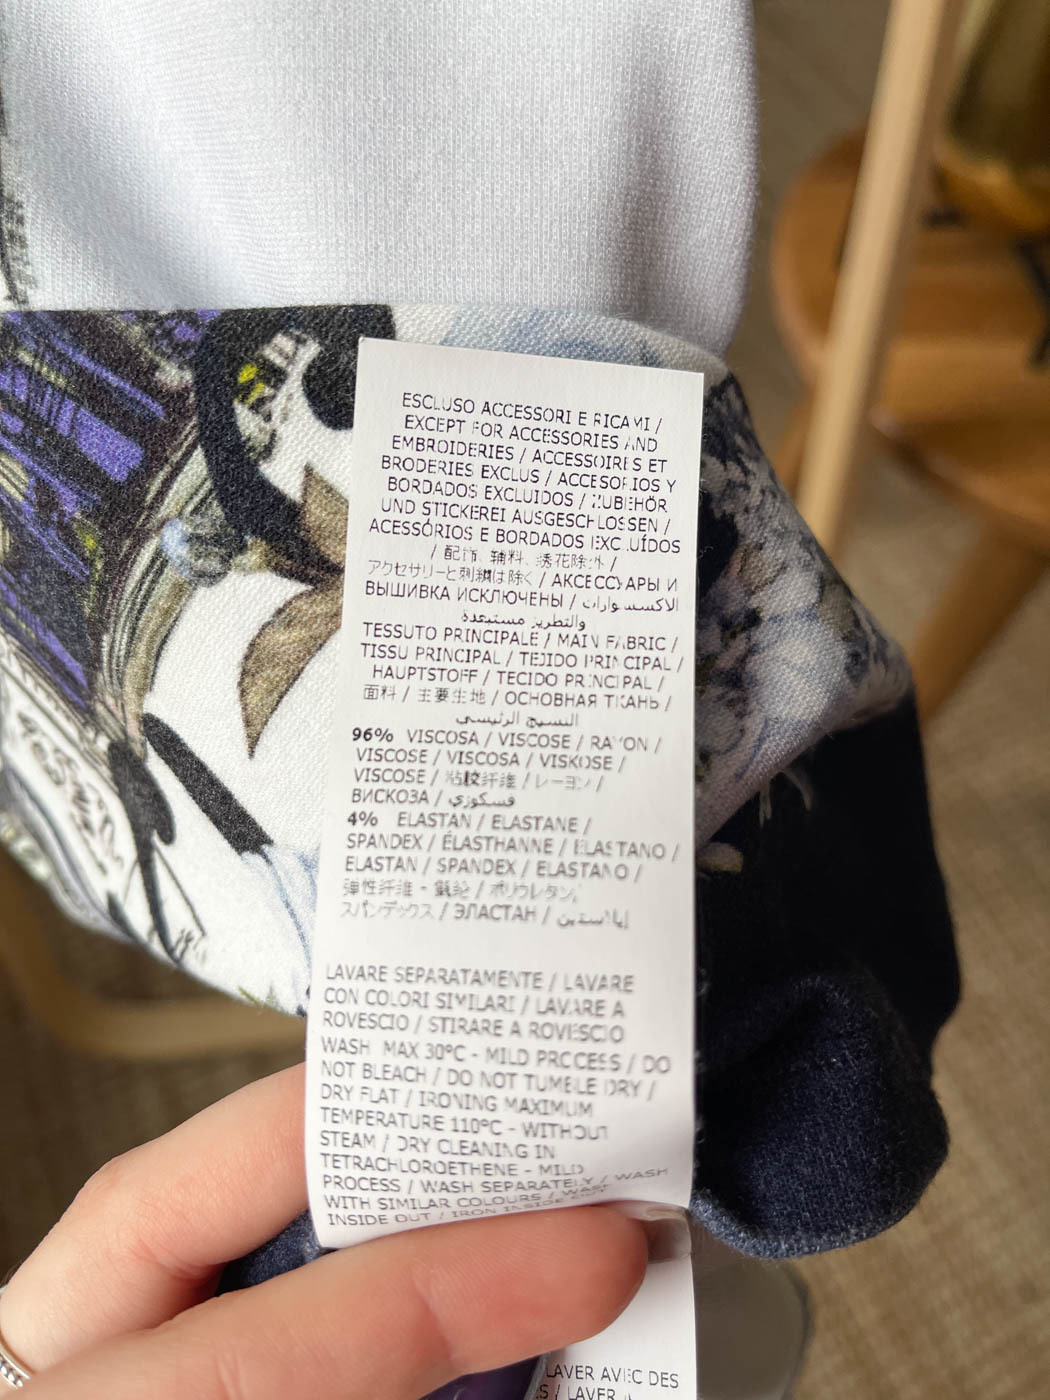 ESCLUSO ACCESSORI E RICAMI /
EXCEPT FOR ACCESSORIES AND
EMBROIDERIES / ACCESSOIRES ET
BRODERIES EXCLUS / ACCESORIOS Y
BORDADOS EXCLUIDOS / ZUBEHÖR
UND STICKEREI AUSGESCHLOSSEN /
ACESSÓRIOS E BORDADOS EXCLUÍDOS
/ 配饰、辅料、绣花除外 /
アクセサリーと刺繍は除く / АКСЕССУАРЫ И
ВЫШИВКА ИСКЛЮЧЕНЫ / الاكسسوارات
والتطريز مستبعدة
TESSUTO PRINCIPALE / MAIN FABRIC /
TISSU PRINCIPAL / TEJIDO PRINCIPAL /
HAUPTSTOFF / TECIDO PRINCIPAL /
面料 / 主要生地 / ОСНОВНАЯ ТКАНЬ /
النسيج الرئيسي
96% VISCOSA / VISCOSE / RAYON /
VISCOSE / VISCOSA / VISKOSE /
VISCOSE / 粘胶纤维 / レーヨン /
ВИСКОЗА / فسكوزي
4% ELASTAN / ELASTANE /
SPANDEX / ÉLASTHANNE / ELASTANO /
ELASTAN / SPANDEX / ELASTANO /
弹性纤维 - 氨纶 / ポリウレタン,
スパンデックス / ЭЛАСТАН / إيلاستين
LAVARE SEPARATAMENTE / LAVARE
CON COLORI SIMILARI / LAVARE A
ROVESCIO / STIRARE A ROVESCIO
WASH MAX 30°C - MILD PROCESS / DO
NOT BLEACH / DO NOT TUMBLE DRY /
DRY FLAT / IRONING MAXIMUM
TEMPERATURE 110°C - WITHOUT
STEAM / DRY CLEANING IN
TETRACHLOROETHENE - MILD
PROCESS / WASH SEPARATELY / WASH
WITH SIMILAR COLOURS / WASH
INSIDE OUT / IRON INSIDE OUT
LAVER AVEC DES
/ LAVER